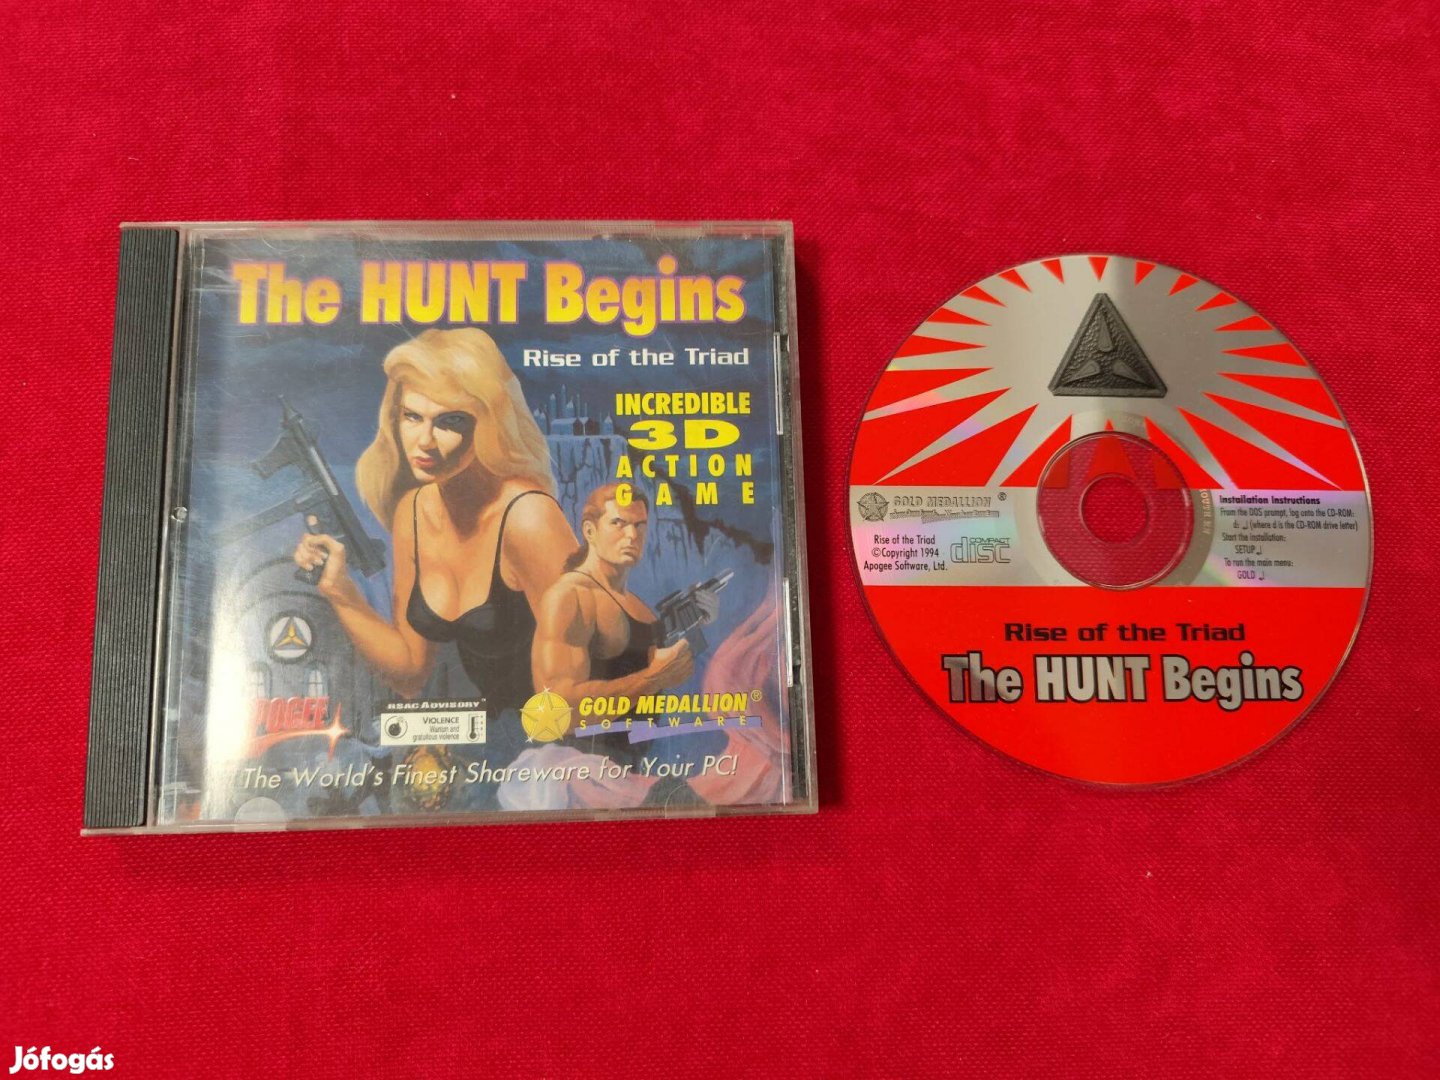 The HUNT Begins
Rise of the Triad
INCREDIBLE
3D
ACTION
GAME
RSAC ADVISORY™
VIOLENCE
Wanton and
gratuitous violence
GOLD MEDALLION®
SOFTWARE
The World's Finest Shareware for Your PC!
GOLD MEDALLION®
Rise of the Triad
©Copyright 1994
Apogee Software, Ltd.
COMPACT
disc
Installation Instructions
From the DOS prompt, log onto the CD-ROM:
d: ↵ (where d is the CD-ROM drive letter)
Start the installation:
SETUP ↵
To run the main menu:
GOLD ↵
Rise of the Triad
The HUNT Begins
Jófogás